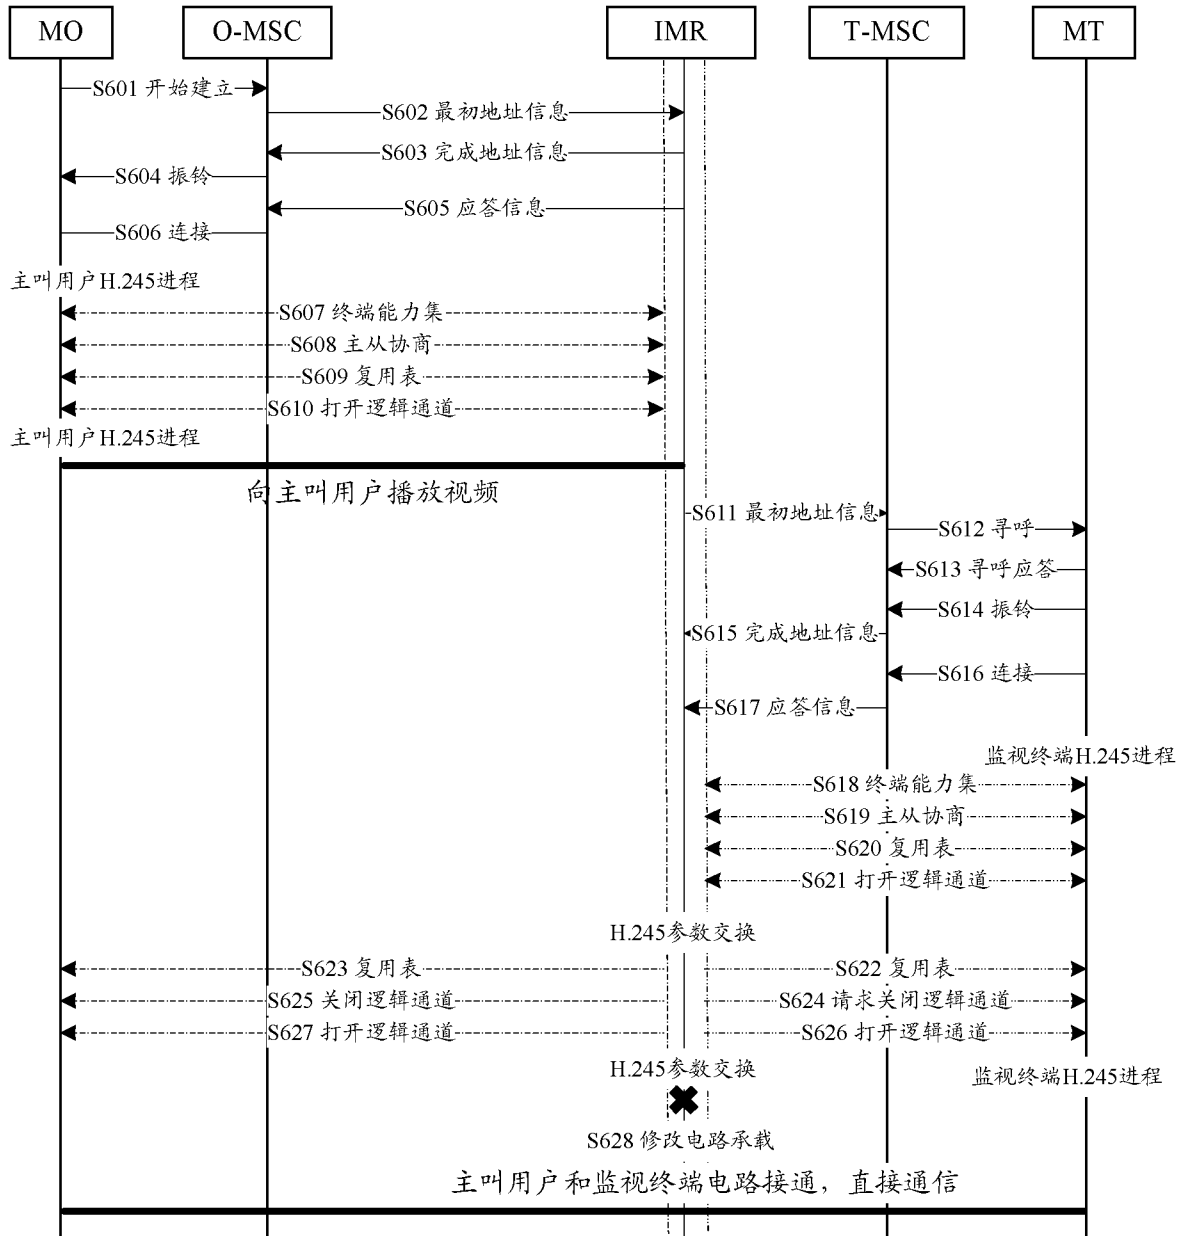 MO
O-MSC
IMR
T-MSC
MT
S601 开始建立
S602 最初地址信息
S603 完成地址信息
S604 振铃
S605 应答信息
S606 连接
主叫用户H.245进程
S607 终端能力集
S608 主从协商
S609 复用表
S610 打开逻辑通道
主叫用户H.245进程
向主叫用户播放视频
S611 最初地址信息
S612 寻呼
S613 寻呼应答
S614 振铃
S615 完成地址信息
S616 连接
S617 应答信息
监视终端H.245进程
S618 终端能力集
S619 主从协商
S620 复用表
S621 打开逻辑通道
H.245参数交换
S623 复用表
S622 复用表
S625 关闭逻辑通道
S624 请求关闭逻辑通道
S627 打开逻辑通道
S626 打开逻辑通道
H.245参数交换
监视终端H.245进程
S628 修改电路承载
主叫用户和监视终端电路接通，直接通信